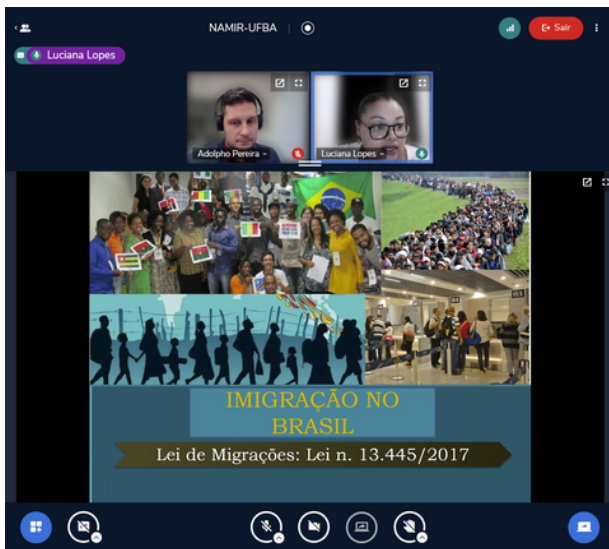 NAMIR-UFBA
Sair
Luciana Lopes
Adolpho Pereira
Luciana Lopes
IMIGRAÇÃO NO
BRASIL
Lei de Migrações: Lei n. 13.445/2017